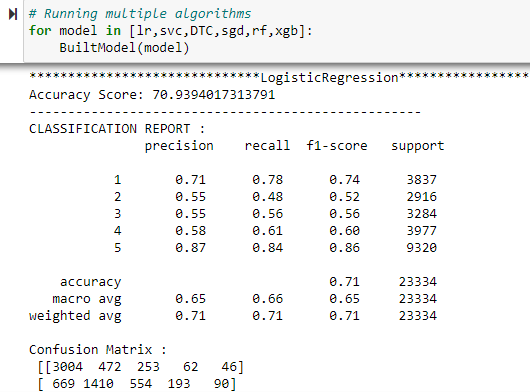 # Running multiple algorithms
for model in [lr,svc,DTC,sgd,rf,xgb]:
    BuiltModel(model)
******************************LogisticRegression*****************
Accuracy Score: 70.9394017313791
---------------------------------------------------
CLASSIFICATION REPORT :
               precision    recall  f1-score   support

           1       0.71      0.78      0.74      3837
           2       0.55      0.48      0.52      2916
           3       0.55      0.56      0.56      3284
           4       0.58      0.61      0.60      3977
           5       0.87      0.84      0.86      9320

    accuracy                           0.71     23334
   macro avg       0.65      0.66      0.65     23334
weighted avg       0.71      0.71      0.71     23334

Confusion Matrix :
 [[3004  472  253   62   46]
 [ 669 1410  554  193   90]